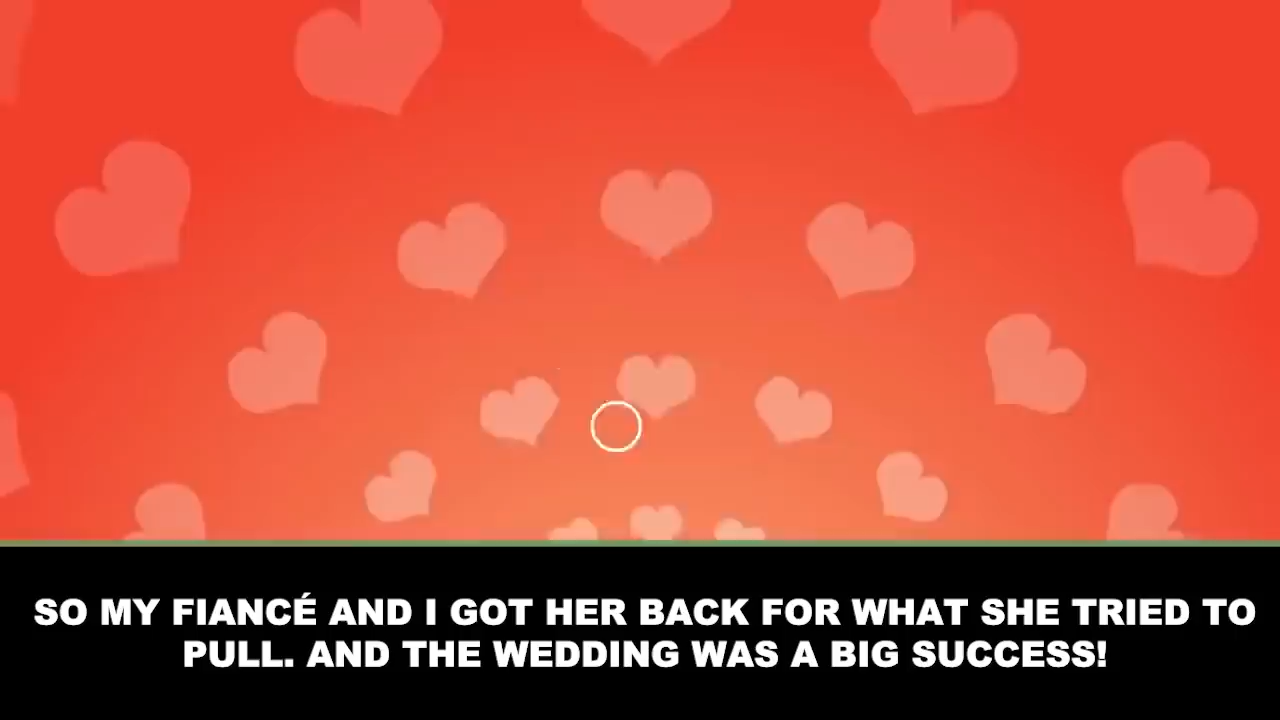 SO MY FIANCÉ AND I GOT HER BACK FOR WHAT SHE TRIED TO
PULL. AND THE WEDDING WAS A BIG SUCCESS!